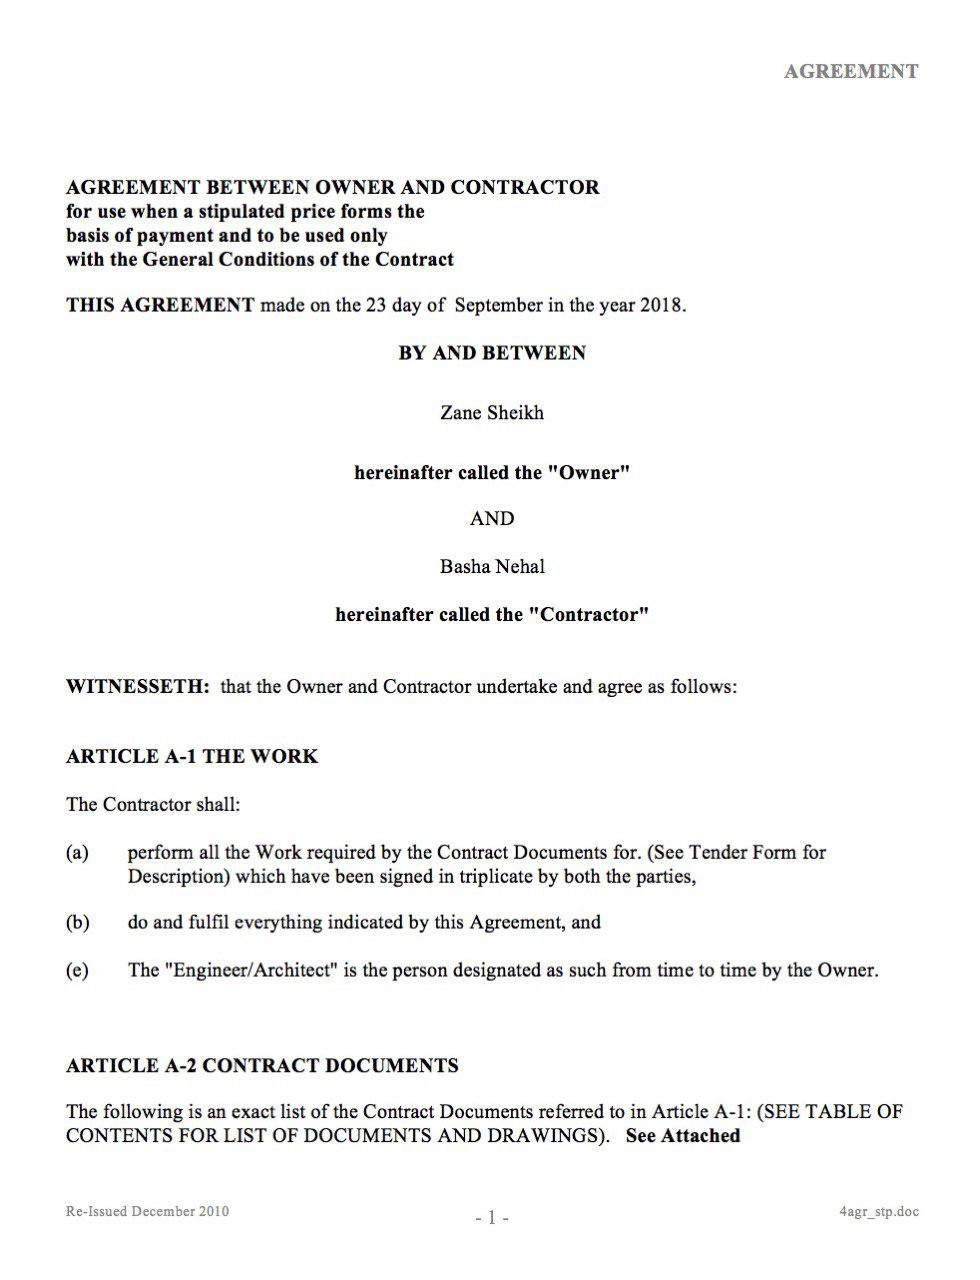 AGREEMENT
AGREEMENT BETWEEN OWNER AND CONTRACTOR
for use when a stipulated price forms the
basis of payment and to be used only
with the General Conditions of the Contract
THIS AGREEMENT made on the 23 day of  September in the year 2018.
BY AND BETWEEN
Zane Sheikh
hereinafter called the "Owner"
AND
Basha Nehal
hereinafter called the "Contractor"
WITNESSETH:  that the Owner and Contractor undertake and agree as follows:
ARTICLE A-1 THE WORK
The Contractor shall:
(a) perform all the Work required by the Contract Documents for. (See Tender Form for
Description) which have been signed in triplicate by both the parties,
(b) do and fulfil everything indicated by this Agreement, and
(e) The "Engineer/Architect" is the person designated as such from time to time by the Owner.
ARTICLE A-2 CONTRACT DOCUMENTS
The following is an exact list of the Contract Documents referred to in Article A-1: (SEE TABLE OF
CONTENTS FOR LIST OF DOCUMENTS AND DRAWINGS).   See Attached
Re-Issued December 2010 - 1 - 4agr_stp.doc